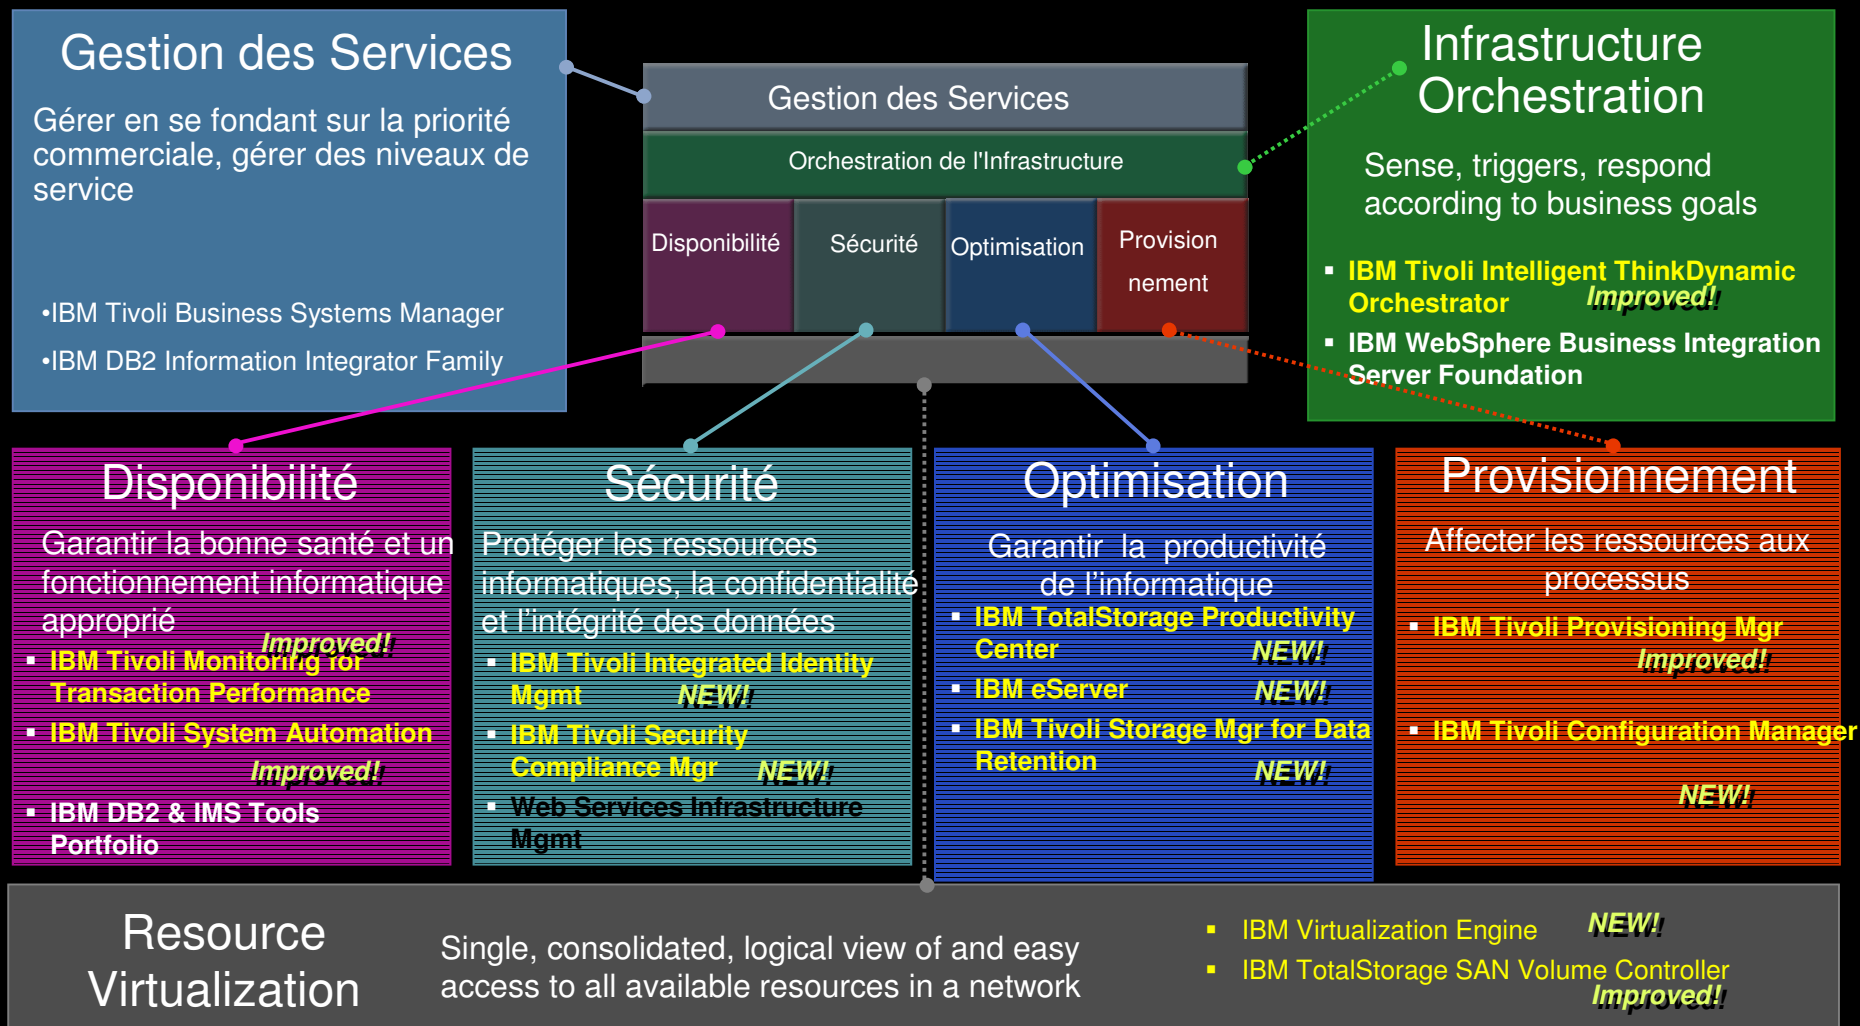 Gestion des Services
Gérer en se fondant sur la priorité
commerciale, gérer des niveaux de
service
•IBM Tivoli Business Systems Manager
•IBM DB2 Information Integrator Family
Gestion des Services
Orchestration de l'Infrastructure
Disponibilité
Sécurité
Optimisation
Provision
nement
Infrastructure
Orchestration
Sense, triggers, respond
according to business goals
▪ IBM Tivoli Intelligent ThinkDynamic
Orchestrator Improved!
▪ IBM WebSphere Business Integration
Server Foundation
Disponibilité
Garantir la bonne santé et un
fonctionnement informatique
approprié
Improved!
▪ IBM Tivoli Monitoring for
Transaction Performance
▪ IBM Tivoli System Automation
Improved!
▪ IBM DB2 & IMS Tools
Portfolio
Sécurité
Protéger les ressources
informatiques, la confidentialité
et l'intégrité des données
▪ IBM Tivoli Integrated Identity
Mgmt NEW!
▪ IBM Tivoli Security
Compliance Mgr NEW!
▪ Web Services Infrastructure
Mgmt
Optimisation
Garantir la productivité
de l'informatique
▪ IBM TotalStorage Productivity
Center NEW!
▪ IBM eServer NEW!
▪ IBM Tivoli Storage Mgr for Data
Retention NEW!
Provisionnement
Affecter les ressources aux
processus
▪ IBM Tivoli Provisioning Mgr
Improved!
▪ IBM Tivoli Configuration Manager
NEW!
Resource
Virtualization
Single, consolidated, logical view of and easy
access to all available resources in a network
▪ IBM Virtualization Engine NEW!
▪ IBM TotalStorage SAN Volume Controller
Improved!